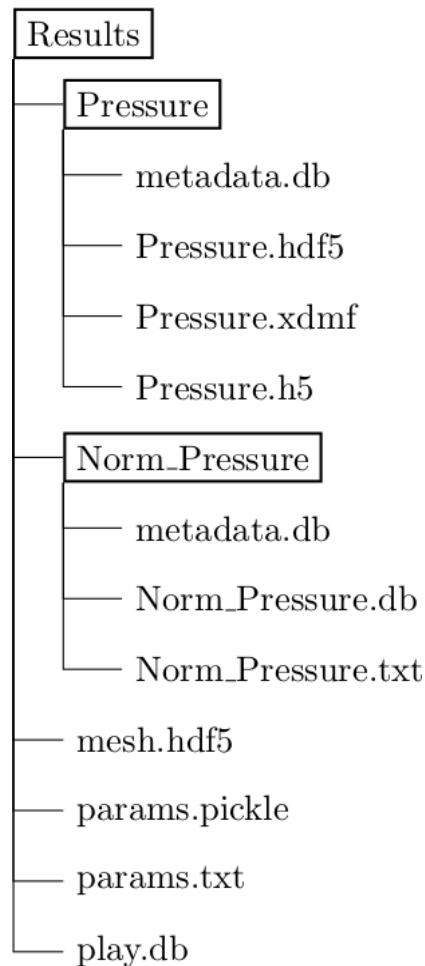 Results
Pressure
metadata.db
Pressure.hdf5
Pressure.xdmf
Pressure.h5
Norm_Pressure
metadata.db
Norm_Pressure.db
Norm_Pressure.txt
mesh.hdf5
params.pickle
params.txt
play.db